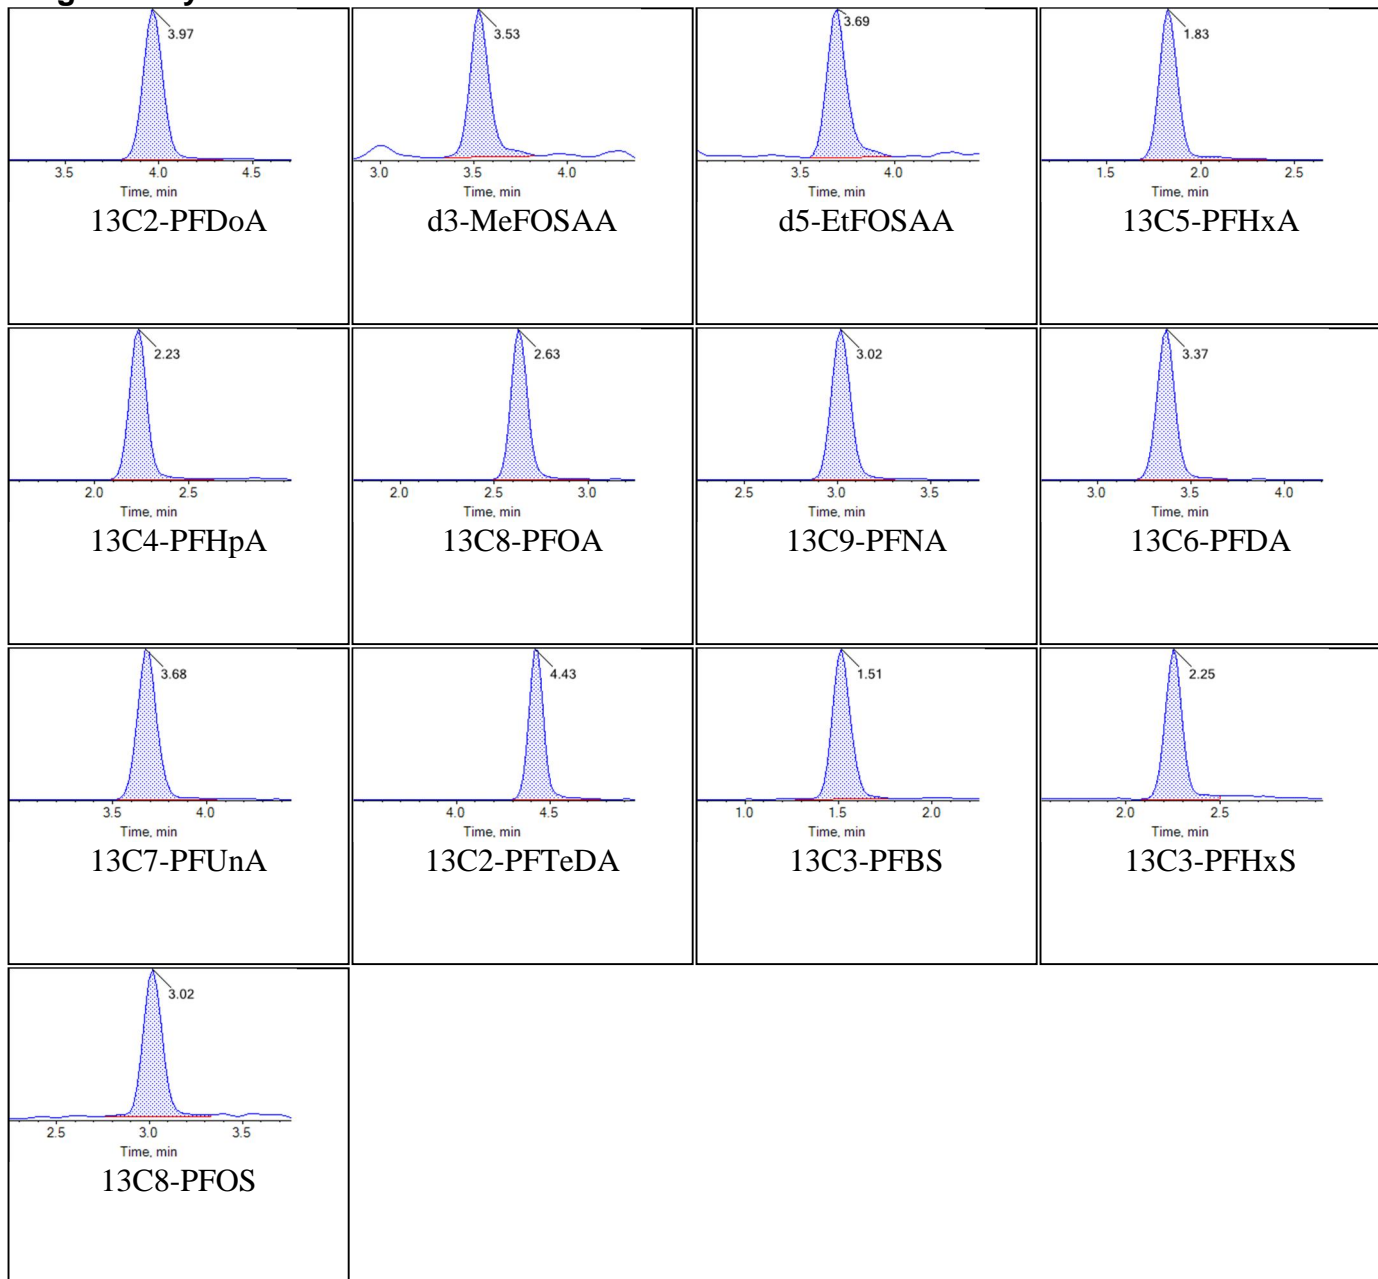 3.97 3.53 3.69 1.83
3.5 4.0 4.5 3.0 3.5 4.0 3.5 4.0 1.5 2.0 2.5
Time, min Time, min Time, min Time, min
13C2-PFDoA d3-MeFOSAA d5-EtFOSAA 13C5-PFHxA
2.23 2.63 3.02 3.37
2.0 2.5 2.0 2.5 3.0 2.5 3.0 3.5 3.0 3.5 4.0
Time, min Time, min Time, min Time, min
13C4-PFHpA 13C8-PFOA 13C9-PFNA 13C6-PFDA
3.68 4.43 1.51 2.25
3.5 4.0 4.0 4.5 1.0 1.5 2.0 2.0 2.5
Time, min Time, min Time, min Time, min
13C7-PFUnA 13C2-PFTeDA 13C3-PFBS 13C3-PFHxS
3.02
2.5 3.0 3.5
Time, min
13C8-PFOS